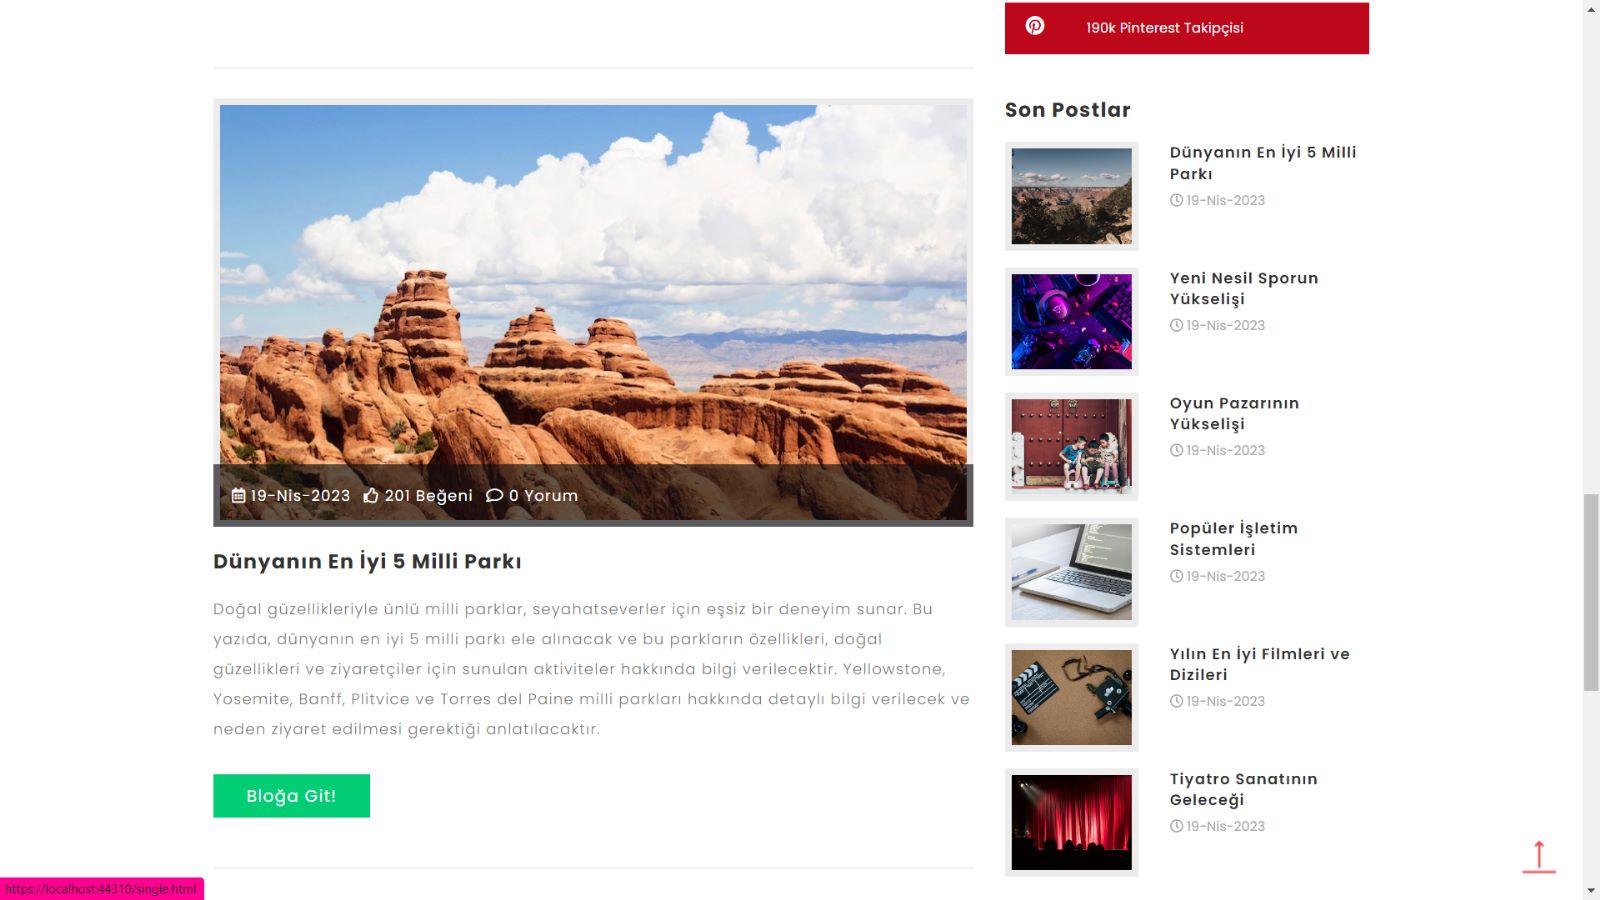 190k Pinterest Takipçisi
19-Nis-2023 201 Beğeni 0 Yorum
Dünyanın En İyi 5 Milli Parkı
Doğal güzellikleriyle ünlü milli parklar, seyahatseverler için eşsiz bir deneyim sunar. Bu
yazıda, dünyanın en iyi 5 milli parkı ele alınacak ve bu parkların özellikleri, doğal
güzellikleri ve ziyaretçiler için sunulan aktiviteler hakkında bilgi verilecektir. Yellowstone,
Yosemite, Banff, Plitvice ve Torres del Paine milli parkları hakkında detaylı bilgi verilecek ve
neden ziyaret edilmesi gerektiği anlatılacaktır.
Bloğa Git!
Son Postlar
Dünyanın En İyi 5 Milli
Parkı
19-Nis-2023
Yeni Nesil Sporun
Yükselişi
19-Nis-2023
Oyun Pazarının
Yükselişi
19-Nis-2023
Popüler İşletim
Sistemleri
19-Nis-2023
Yılın En İyi Filmleri ve
Dizileri
19-Nis-2023
Tiyatro Sanatının
Geleceği
19-Nis-2023
https://localhost:44310/single.html